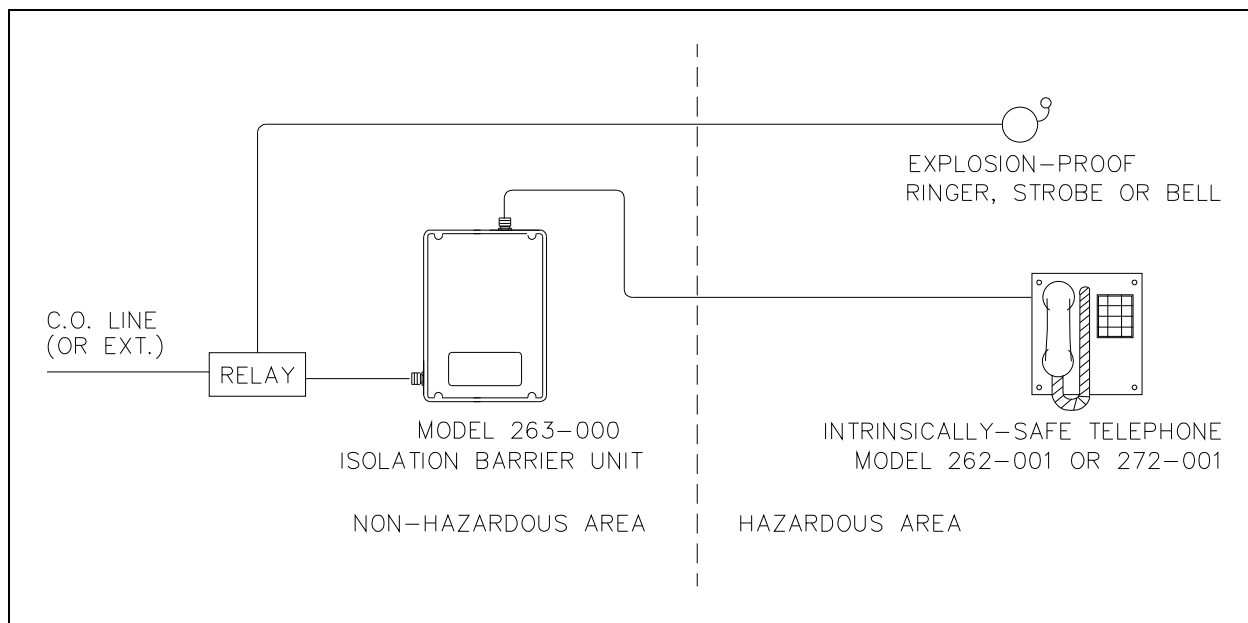 EXPLOSION-PROOF
RINGER, STROBE OR BELL
C.O. LINE
(OR EXT.)
RELAY
MODEL 263-000
ISOLATION BARRIER UNIT
INTRINSICALLY-SAFE TELEPHONE
MODEL 262-001 OR 272-001
NON-HAZARDOUS AREA
HAZARDOUS AREA